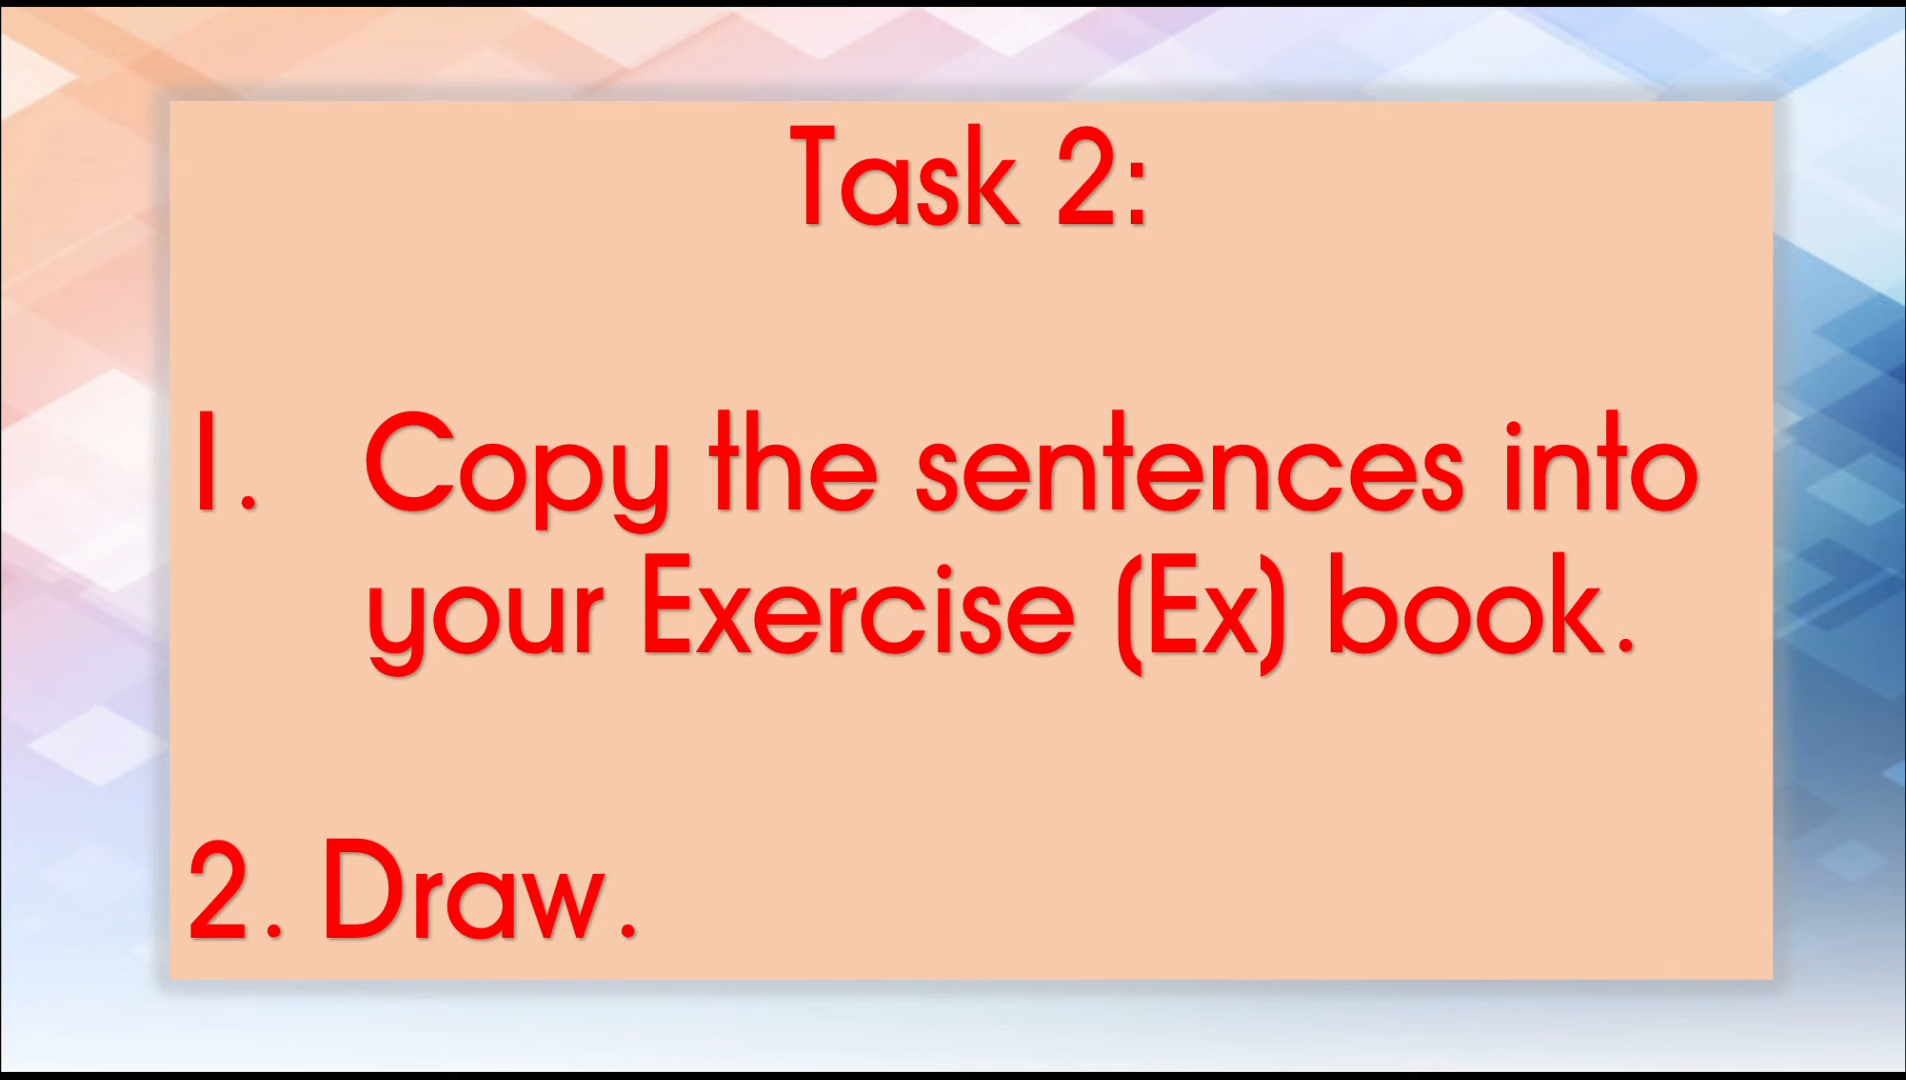 Task 2:
1. Copy the sentences into
your Exercise (Ex) book.
2. Draw.